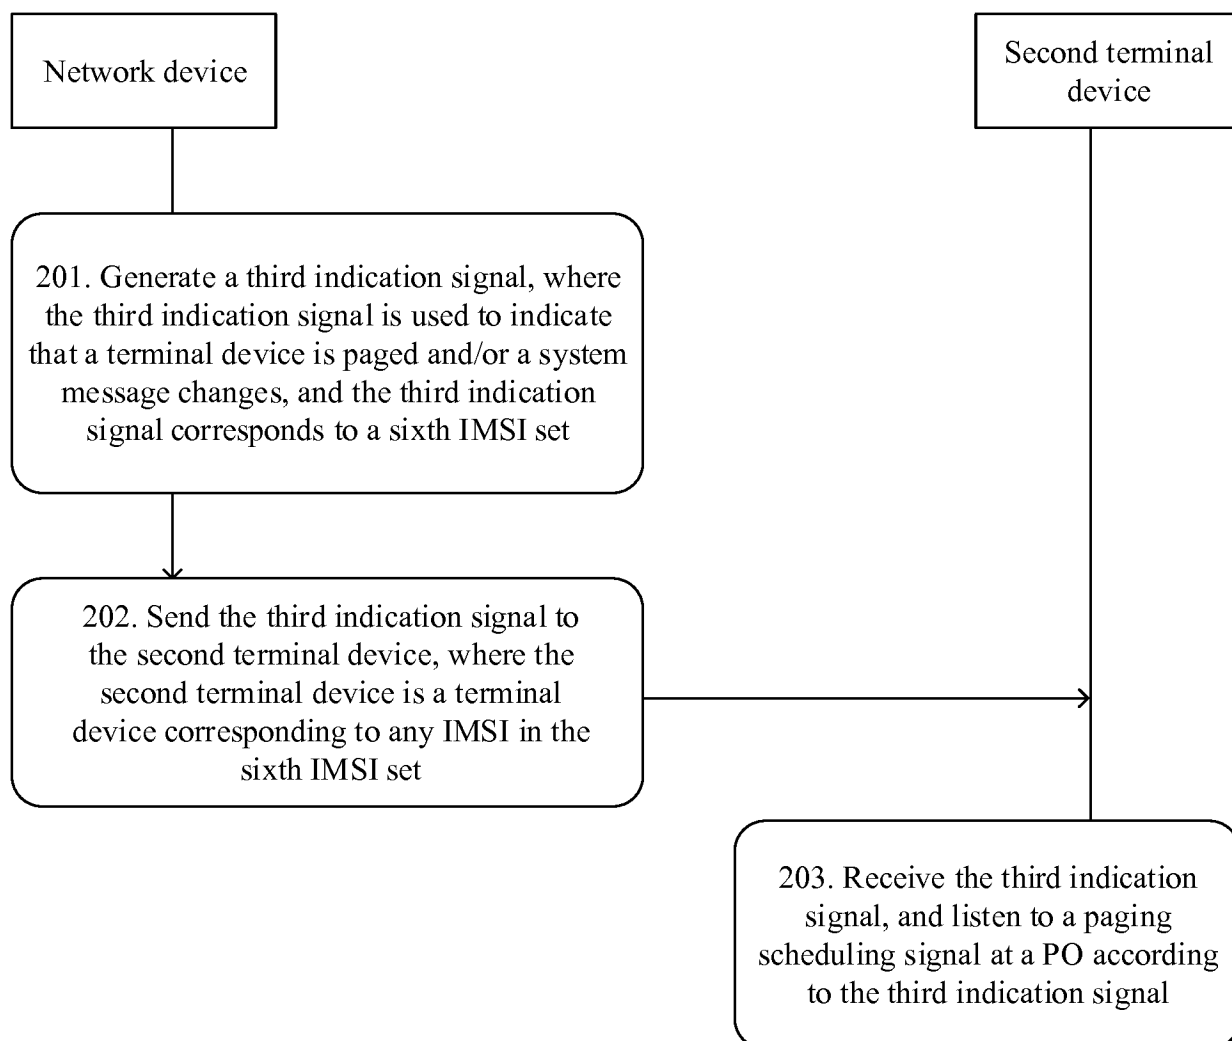 Network device
Second terminal
device
201. Generate a third indication signal, where
the third indication signal is used to indicate
that a terminal device is paged and/or a system
message changes, and the third indication
signal corresponds to a sixth IMSI set
202. Send the third indication signal to
the second terminal device, where the
second terminal device is a terminal
device corresponding to any IMSI in the
sixth IMSI set
203. Receive the third indication
signal, and listen to a paging
scheduling signal at a PO according
to the third indication signal